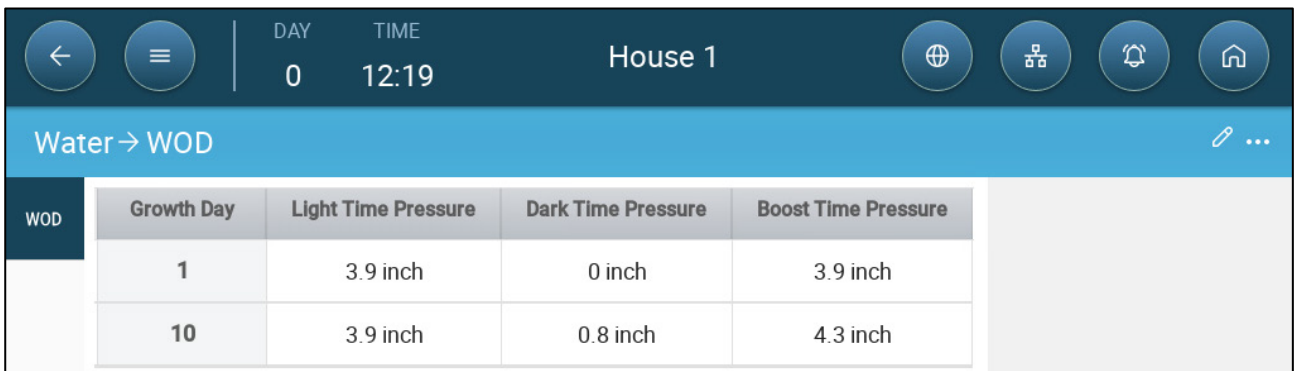 DAY TIME
0 12:19 House 1
Water → WOD
WOD Growth Day Light Time Pressure Dark Time Pressure Boost Time Pressure
1 3.9 inch 0 inch 3.9 inch
10 3.9 inch 0.8 inch 4.3 inch